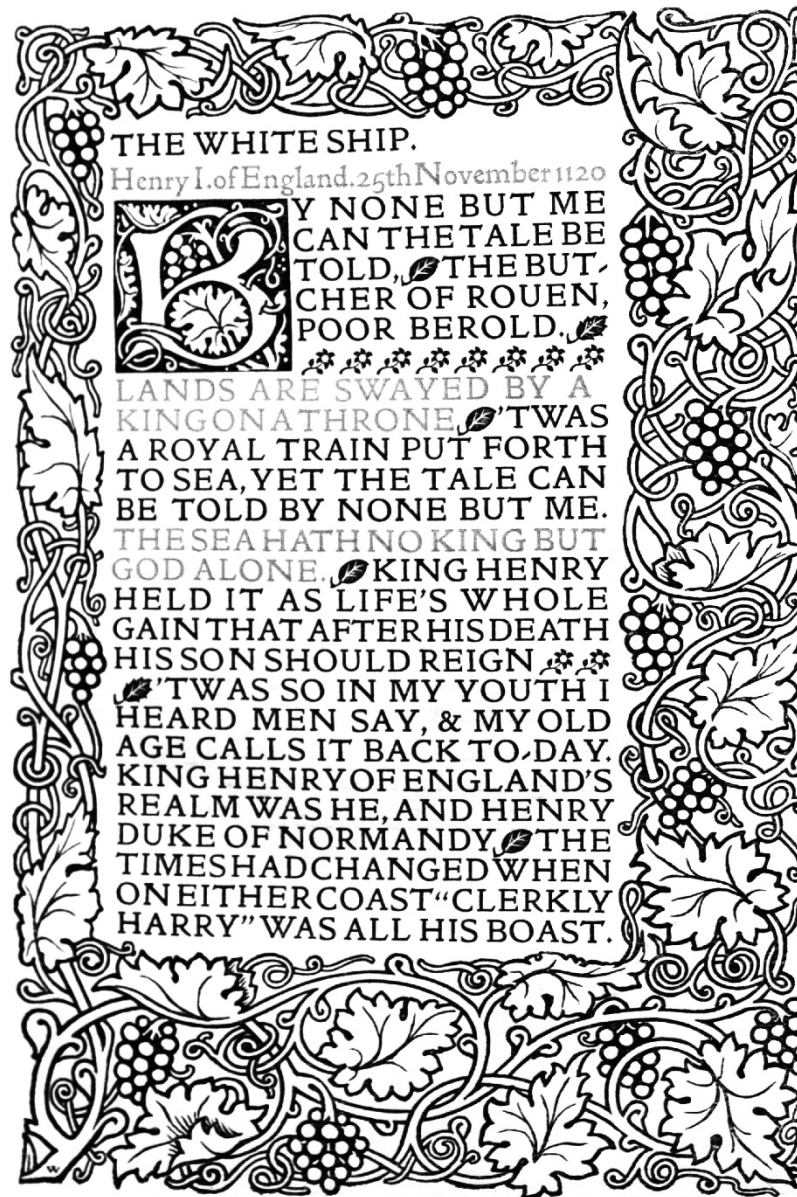 THE WHITE SHIP.
Henry I. of England. 25th November 1120
BY NONE BUT ME
CAN THE TALE BE
TOLD, THE BUT-
CHER OF ROUEN,
POOR BEROLD.
LANDS ARE SWAYED BY A
KING ON A THRONE. 'TWAS
A ROYAL TRAIN PUT FORTH
TO SEA, YET THE TALE CAN
BE TOLD BY NONE BUT ME.
THE SEA HATH NO KING BUT
GOD ALONE. KING HENRY
HELD IT AS LIFE'S WHOLE
GAIN THAT AFTER HIS DEATH
HIS SON SHOULD REIGN
'TWAS SO IN MY YOUTH I
HEARD MEN SAY, & MY OLD
AGE CALLS IT BACK TO-DAY.
KING HENRY OF ENGLAND'S
REALM WAS HE, AND HENRY
DUKE OF NORMANDY. THE
TIMES HAD CHANGED WHEN
ON EITHER COAST "CLERKLY
HARRY" WAS ALL HIS BOAST.
W